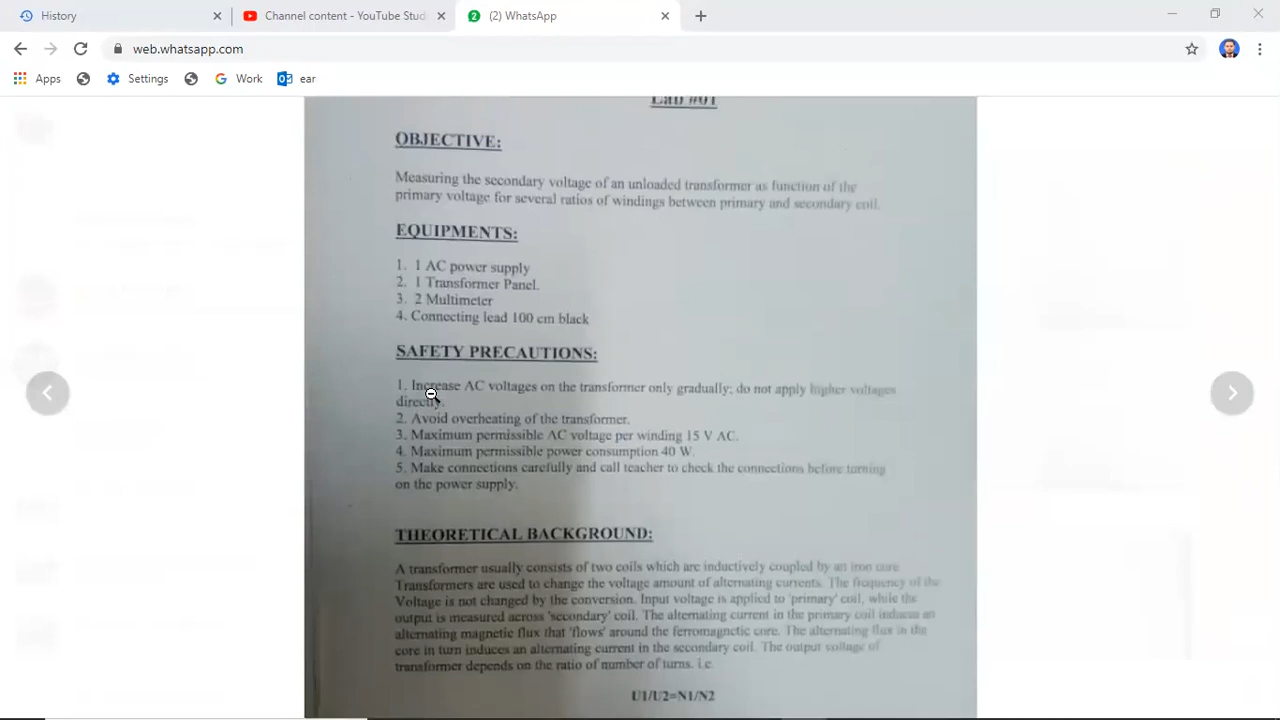 History
Channel content - YouTube Stud
2
(2) WhatsApp
web.whatsapp.com
Apps
Settings
Work
ear
Lab #01
OBJECTIVE:
Measuring the secondary voltage of an unloaded transformer as function of the
primary voltage for several ratios of windings between primary and secondary coil.
EQUIPMENTS:
1. 1 AC power supply
2. 1 Transformer Panel.
3. 2 Multimeter
4. Connecting lead 100 cm black
SAFETY PRECAUTIONS:
1. Increase AC voltages on the transformer only gradually; do not apply higher voltages
directly.
2. Avoid overheating of the transformer.
3. Maximum permissible AC voltage per winding 15 V AC.
4. Maximum permissible power consumption 40 W.
5. Make connections carefully and call teacher to check the connections before turning
on the power supply.
THEORETICAL BACKGROUND:
A transformer usually consists of two coils which are inductively coupled by an iron core.
Transformers are used to change the voltage amount of alternating currents. The frequency of the
Voltage is not changed by the conversion. Input voltage is applied to 'primary' coil, while the
output is measured across 'secondary' coil. The alternating current in the primary coil induces an
alternating magnetic flux that 'flows' around the ferromagnetic core. The alternating flux in the
core in turn induces an alternating current in the secondary coil. The output voltage of
transformer depends on the ratio of number of turns. i.e.
U1/U2=N1/N2